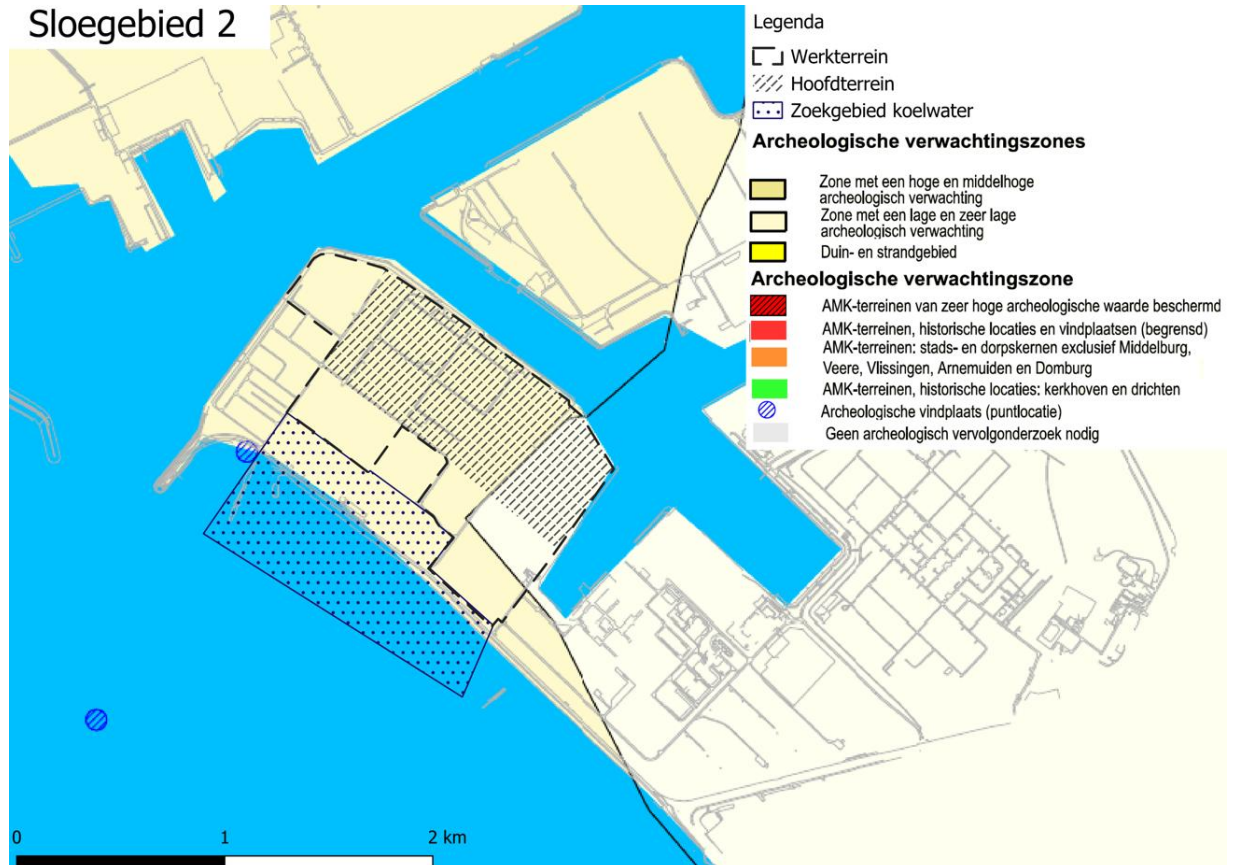 Sloegebied 2
Legenda
Werkterrein
Hoofdterrein
Zoekgebied koelwater
Archeologische verwachtingszones
Zone met een hoge en middelhoge
archeologisch verwachting
Zone met een lage en zeer lage
archeologisch verwachting
Duin- en strandgebied
Archeologische verwachtingszone
AMK-terreinen van zeer hoge archeologische waarde beschermd
AMK-terreinen, historische locaties en vindplaatsen (begrensd)
AMK-terreinen: stads- en dorpskernen exclusief Middelburg,
Veere, Vlissingen, Arnemuiden en Domburg
AMK-terreinen, historische locaties: kerkhoven en drichten
Archeologische vindplaats (puntlocatie)
Geen archeologisch vervolgonderzoek nodig
0 1 2 km